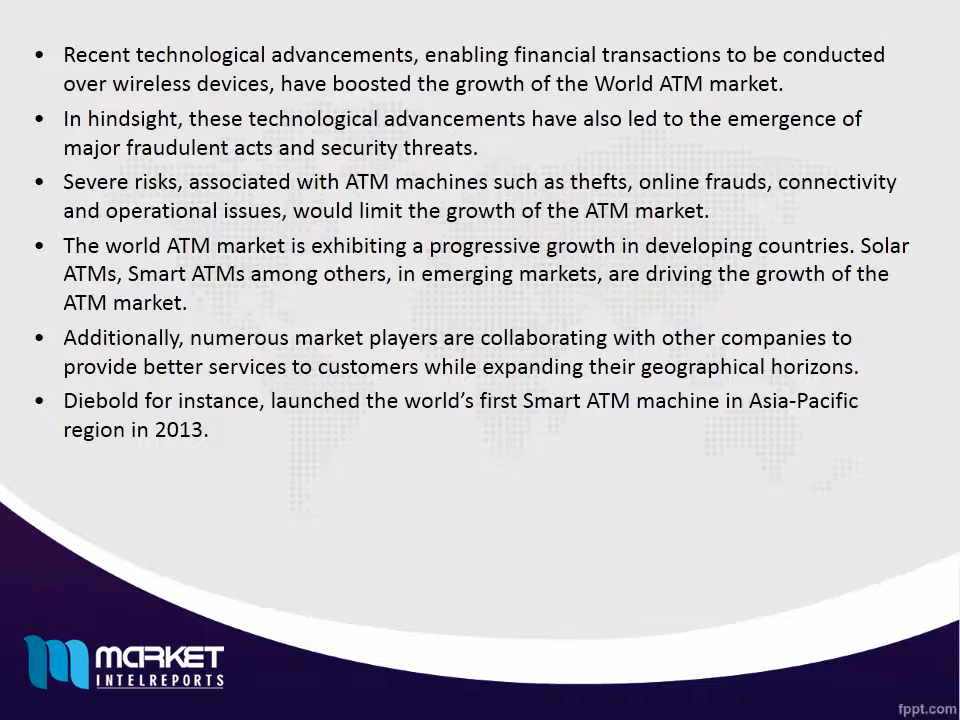 • Recent technological advancements, enabling financial transactions to be conducted
over wireless devices, have boosted the growth of the World ATM market.
• In hindsight, these technological advancements have also led to the emergence of
major fraudulent acts and security threats.
• Severe risks, associated with ATM machines such as thefts, online frauds, connectivity
and operational issues, would limit the growth of the ATM market.
• The world ATM market is exhibiting a progressive growth in developing countries. Solar
ATMs, Smart ATMs among others, in emerging markets, are driving the growth of the
ATM market.
• Additionally, numerous market players are collaborating with other companies to
provide better services to customers while expanding their geographical horizons.
• Diebold for instance, launched the world’s first Smart ATM machine in Asia-Pacific
region in 2013.
MARKET
INTELREPORTS
fppt.com